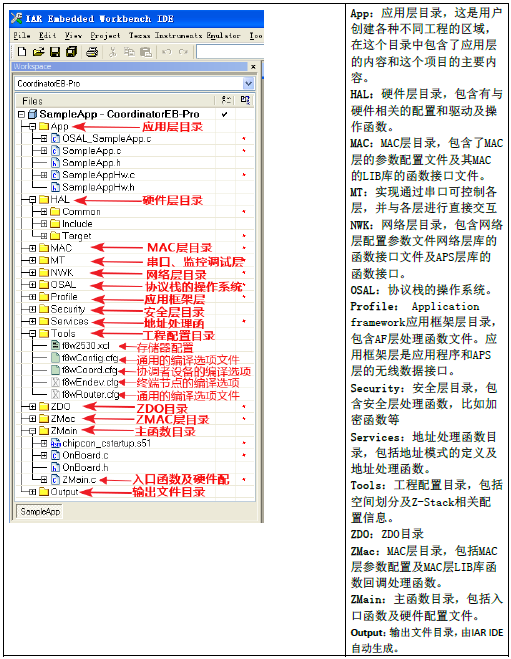 IAR Embedded Workbench IDE
File Edit View Project Texas Instruments Emulator Too
Workspace
CoordinatorEB-Pro
Files
SampleApp - CoordinatorEB-Pro
App 应用层目录
OSAL_SampleApp.c
SampleApp.c
SampleApp.h
SampleAppHw.c
SampleAppHw.h
HAL 硬件层目录
Common
Include
Target
MAC MAC层目录
MT 串口、监控调试层
NWK 网络层目录
OSAL 协议栈的操作系统
Profile 应用框架层
Security 安全层目录
Services 地址处理函
Tools 工程配置目录
f8w2530.xcl 存储器配置
f8wConfig.cfg 通用的编译选项文件
f8wCoord.cfg 协调者设备的编译选项
f8wEndev.cfg 终端节点的编译选项
f8wRouter.cfg 通用的编译选项文件
ZDO ZDO目录
ZMac ZMAC层目录
ZMain 主函数目录
chipcon_cstartup.s51
OnBoard.c
OnBoard.h
ZMain.c 入口函数及硬件配
Output 输出文件目录
SampleApp
App：应用层目录，这是用户
创建各种不同工程的区域，
在这个目录中包含了应用层
的内容和这个项目的主要内
容。
HAL：硬件层目录，包含有与
硬件相关的配置和驱动及操
作函数。
MAC：MAC层目录，包含了MAC
层的参数配置文件及其MAC
的LIB库的函数接口文件。
MT：实现通过串口可控制各
层，并与各层进行直接交互
NWK：网络层目录，包含网络
层配置参数文件网络层库的
函数接口文件及APS层库的
函数接口。
OSAL：协议栈的操作系统。
Profile： Application
framework应用框架层目录，
包含AF层处理函数文件。应
用框架层是应用程序和APS
层的无线数据接口。
Security：安全层目录，包
含安全层处理函数，比如加
密函数等
Services：地址处理函数目
录，包括地址模式的定义及
地址处理函数。
Tools：工程配置目录，包括
空间划分及Z-Stack相关配
置信息。
ZDO：ZDO目录
ZMac：MAC层目录，包括MAC
层参数配置及MAC层LIB库函
数回调处理函数。
ZMain：主函数目录，包括入
口函数及硬件配置文件。
Output：输出文件目录，由IAR IDE
自动生成。